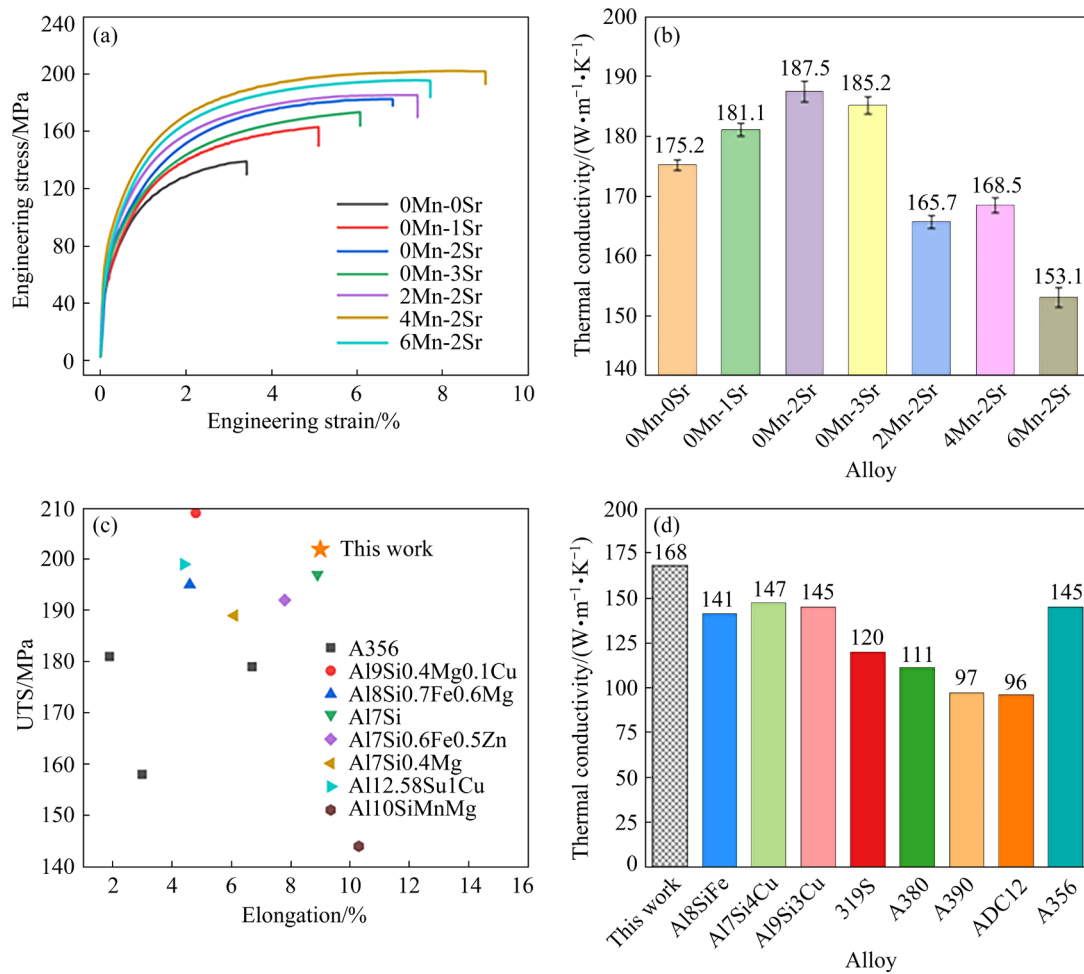 (a)
Engineering stress/MPa
240
200
160
120
80
40
0
0Mn-0Sr
0Mn-1Sr
0Mn-2Sr
0Mn-3Sr
2Mn-2Sr
4Mn-2Sr
6Mn-2Sr
0 2 4 6 8 10
Engineering strain/%
(b)
Thermal conductivity/(W•m⁻¹•K⁻¹)
200
190
180
170
160
150
140
175.2
181.1
187.5
185.2
165.7
168.5
153.1
0Mn-0Sr
0Mn-1Sr
0Mn-2Sr
0Mn-3Sr
2Mn-2Sr
4Mn-2Sr
6Mn-2Sr
Alloy
(c)
UTS/MPa
210
200
190
180
170
160
150
140
This work
A356
Al9Si0.4Mg0.1Cu
Al8Si0.7Fe0.6Mg
Al7Si
Al7Si0.6Fe0.5Zn
Al7Si0.4Mg
Al12.58Su1Cu
Al10SiMnMg
2 4 6 8 10 12 14 16
Elongation/%
(d)
Thermal conductivity/(W•m⁻¹•K⁻¹)
200
175
150
125
100
75
50
25
0
168
141
147
145
120
111
97
96
145
This work
Al8SiFe
Al7Si4Cu
Al9Si3Cu
319S
A380
A390
ADC12
A356
Alloy